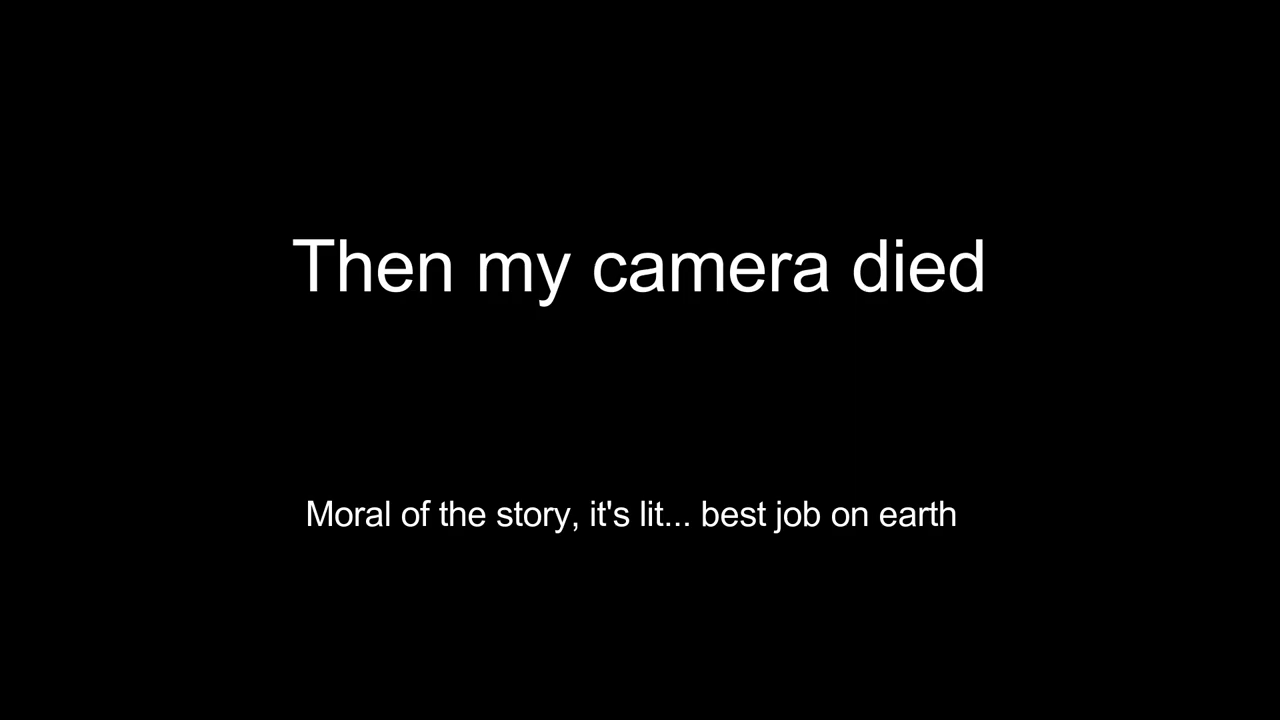 Then my camera died
Moral of the story, it's lit... best job on earth